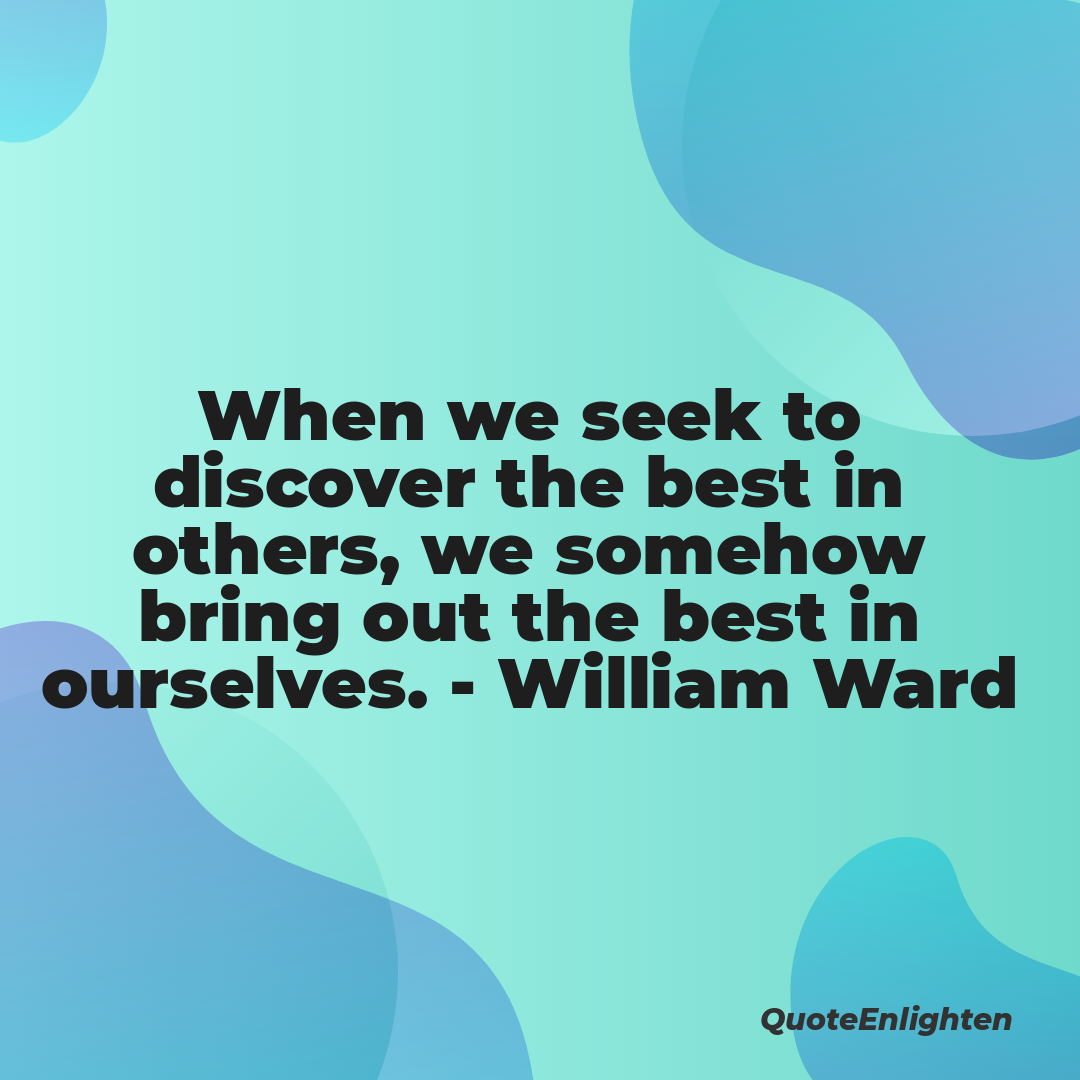 When we seek to
discover the best in
others, we somehow
bring out the best in
ourselves. - William Ward
QuoteEnlighten